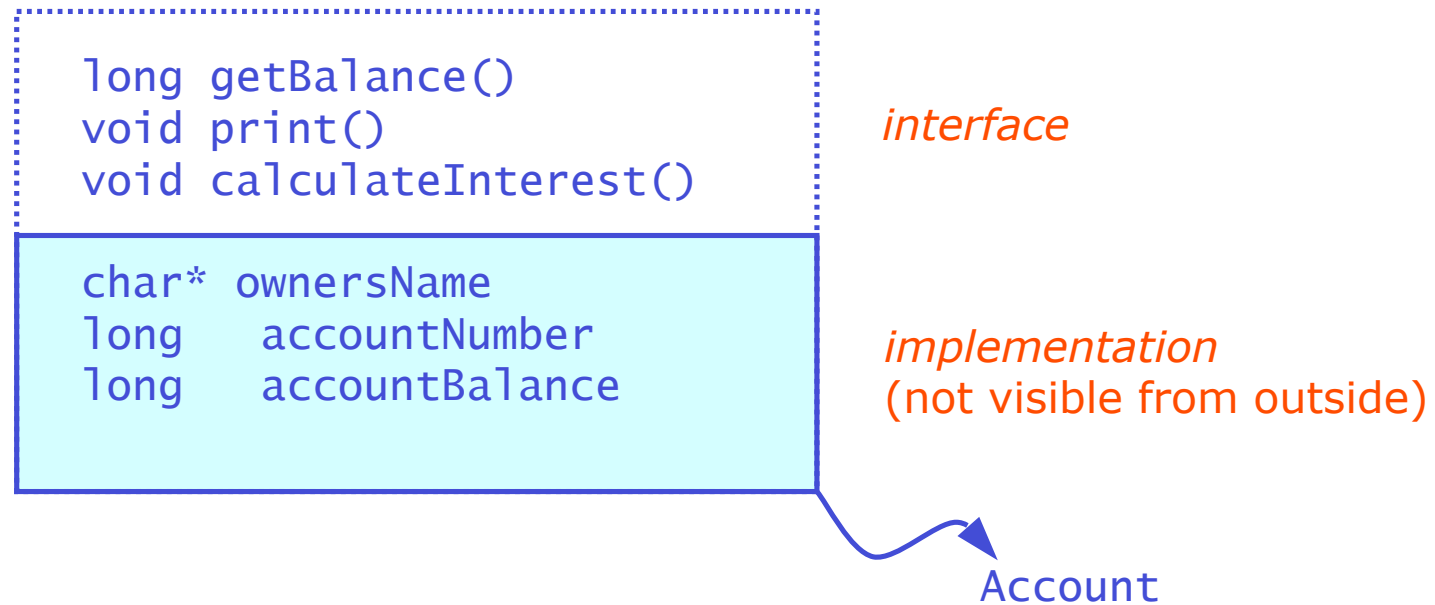 long getBalance()
void print()
void calculateInterest()
interface
char* ownersName
long   accountNumber
long   accountBalance
implementation
(not visible from outside)
Account